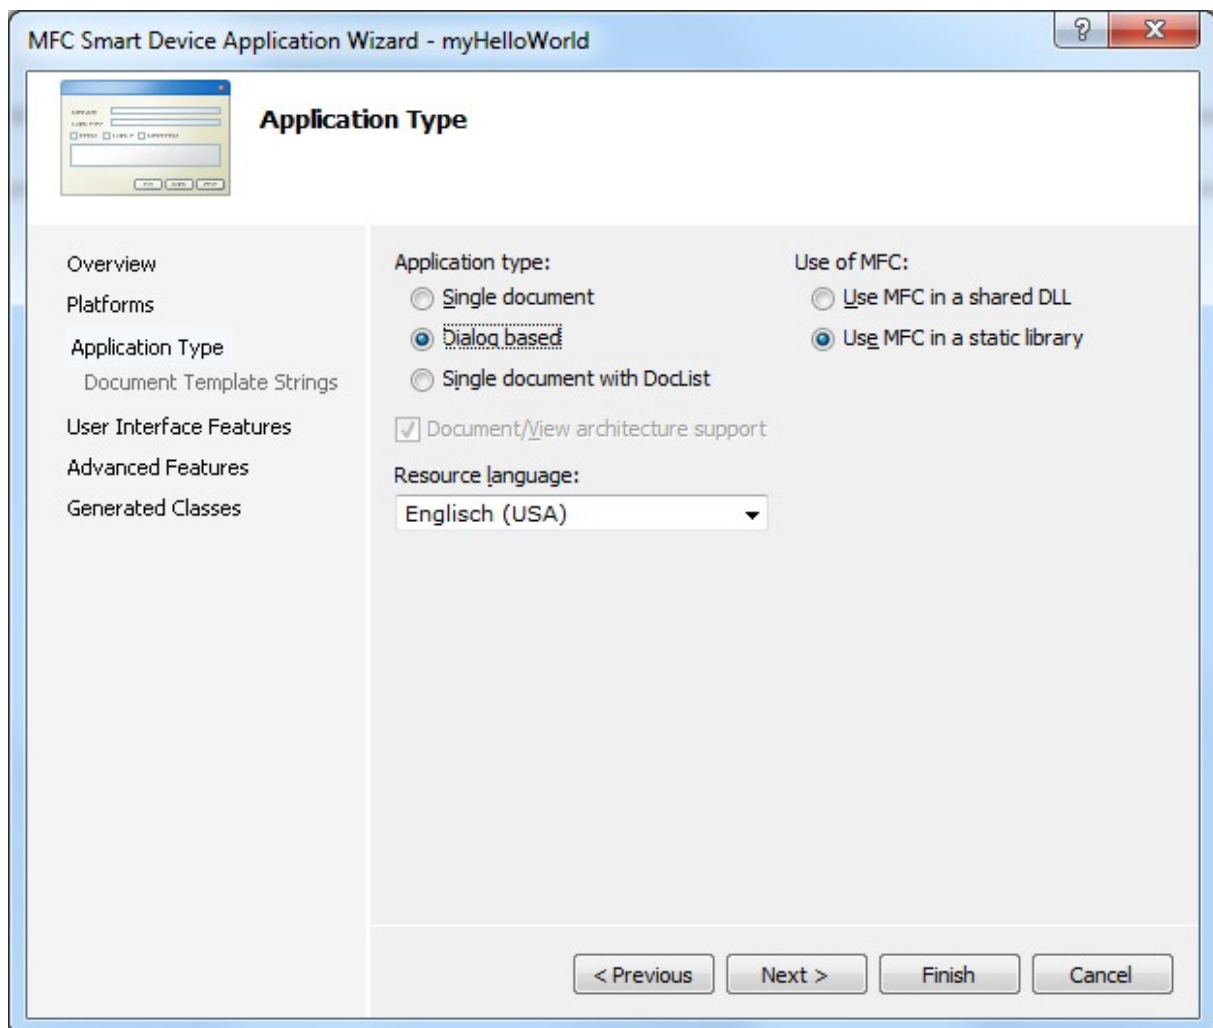 MFC Smart Device Application Wizard - myHelloWorld
Application Type
Overview
Platforms
Application Type
Document Template Strings
User Interface Features
Advanced Features
Generated Classes
Application type:
Single document
Dialog based
Single document with DocList
Document/View architecture support
Resource language:
Englisch (USA)
Use of MFC:
Use MFC in a shared DLL
Use MFC in a static library
< Previous
Next >
Finish
Cancel